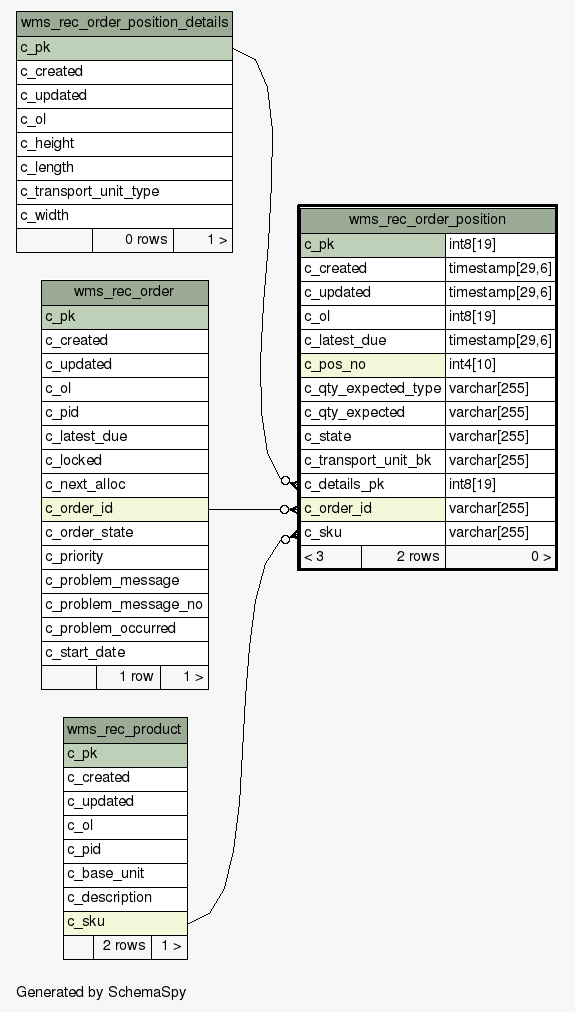 wms_rec_order_position_details
c_pk
c_created
c_updated
c_ol
c_height
c_length
c_transport_unit_type
c_width
0 rows 1 >
wms_rec_order
c_pk
c_created
c_updated
c_ol
c_pid
c_latest_due
c_locked
c_next_alloc
c_order_id
c_order_state
c_priority
c_problem_message
c_problem_message_no
c_problem_occurred
c_start_date
1 row 1 >
wms_rec_product
c_pk
c_created
c_updated
c_ol
c_pid
c_base_unit
c_description
c_sku
2 rows 1 >
wms_rec_order_position
c_pk int8[19]
c_created timestamp[29,6]
c_updated timestamp[29,6]
c_ol int8[19]
c_latest_due timestamp[29,6]
c_pos_no int4[10]
c_qty_expected_type varchar[255]
c_qty_expected varchar[255]
c_state varchar[255]
c_transport_unit_bk varchar[255]
c_details_pk int8[19]
c_order_id varchar[255]
c_sku varchar[255]
< 3 2 rows 0 >
Generated by SchemaSpy